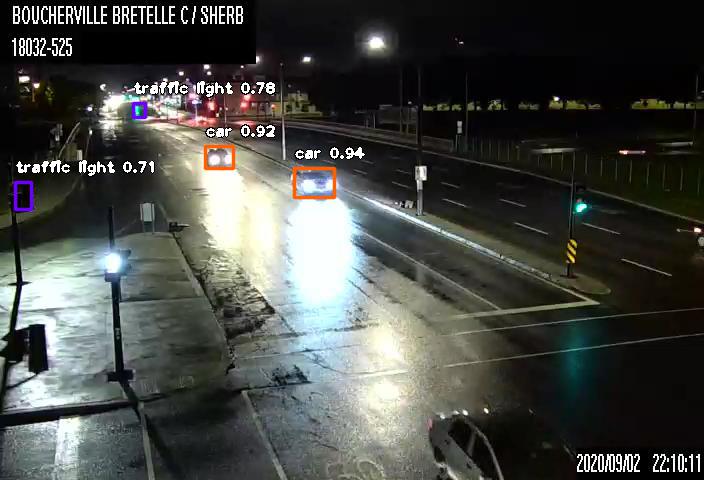 BOUCHERVILLE BRETELLE C / SHERB
18032-525
traffic light 0.78
car 0.92
car 0.94
traffic light 0.71
2020/09/02 22:10:11